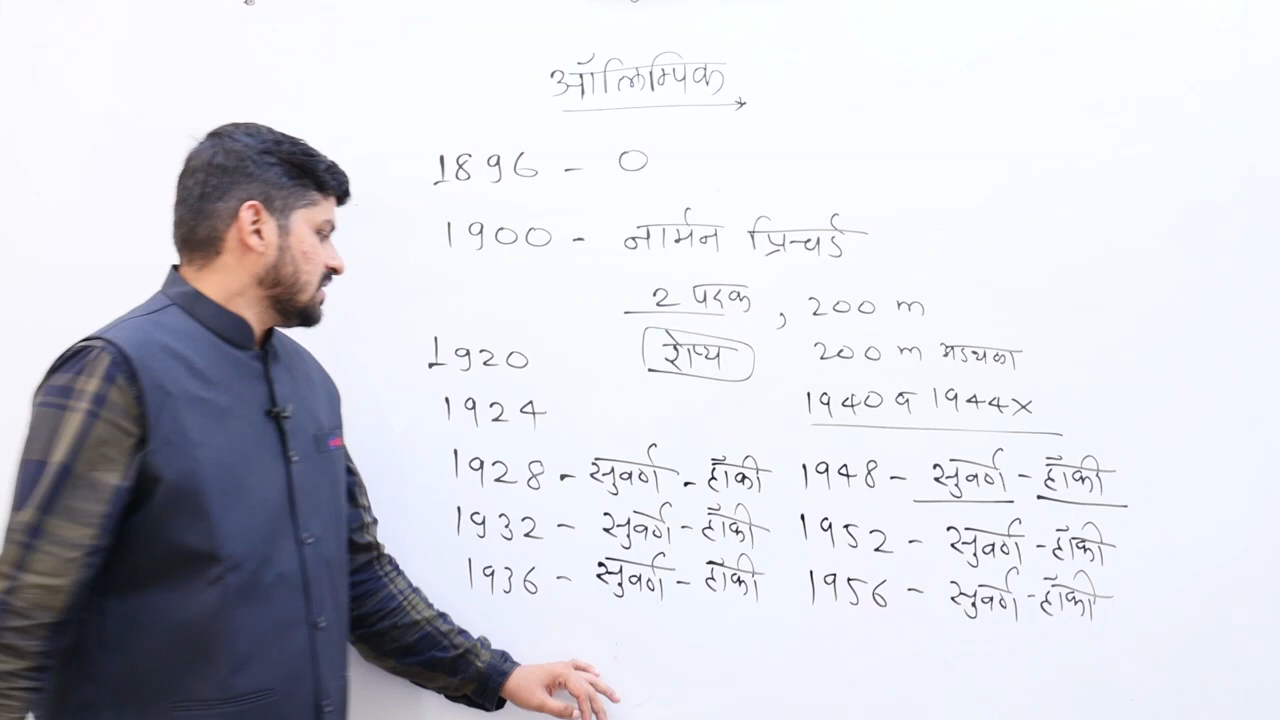 ऑलिम्पिक
1896 - 0
1900 - नार्मन प्रिन्चर्ड
2 पदक , 200 m
रौप्य 200 m अडथळा
1920
1940 व 1944 x
1924
1928 - सुवर्ण - हॉकी
1932 - सुवर्ण - हॉकी
1936 - सुवर्ण - हॉकी
1948 - सुवर्ण - हॉकी
1952 - सुवर्ण - हॉकी
1956 - सुवर्ण - हॉकी